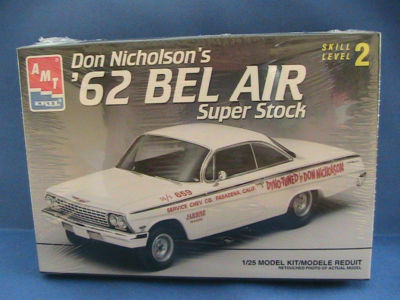 Don Nicholson's
'62 BEL AIR
Super Stock
SKILL
LEVEL 2
AMT
ERTL
S/S 659
SERVICE CHEV. CO. PASADENA, CALIF.
DYNO-TUNED by DON NICHOLSON
1/25 MODEL KIT/MODELE REDUIT
RETOUCHED PHOTO OF ACTUAL MODEL